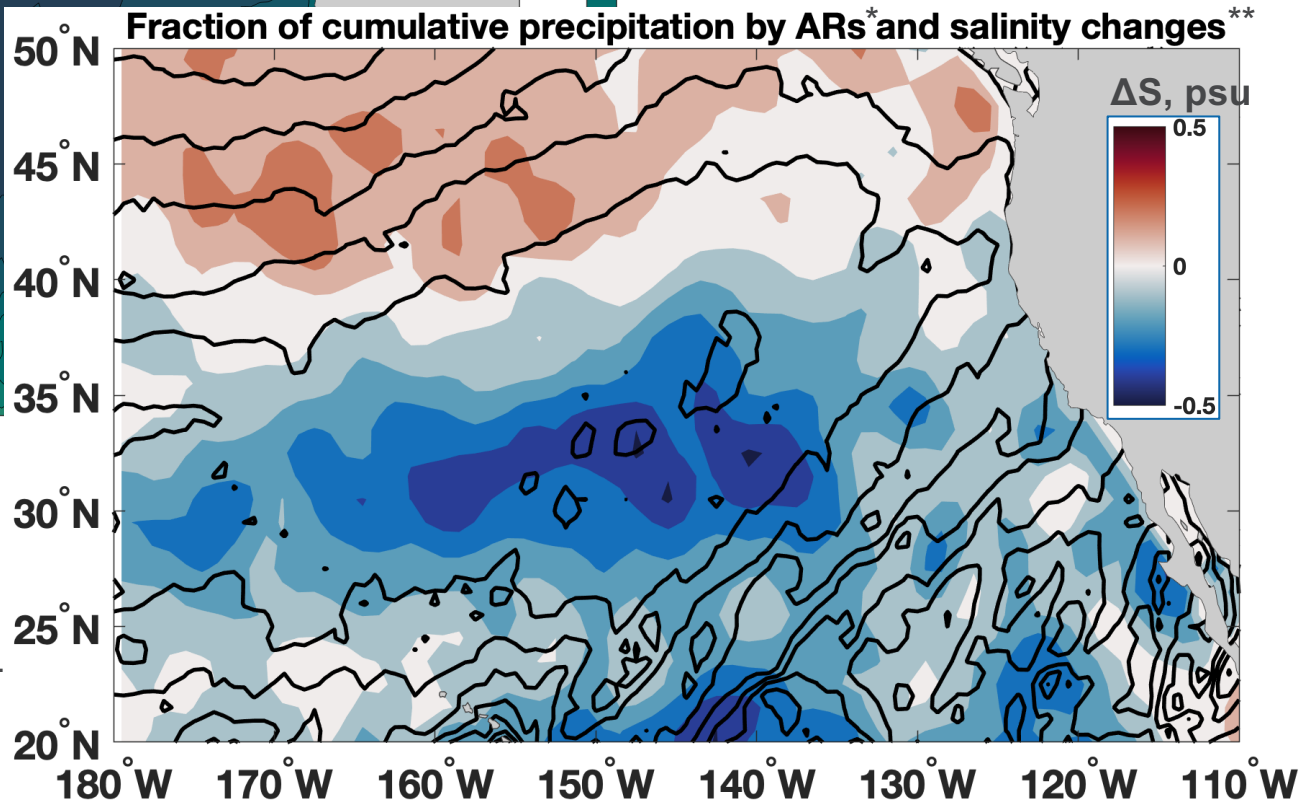 Fraction of cumulative precipitation by ARs* and salinity changes**
50°N
45°N
40°N
35°N
30°N
25°N
20°N
180°W 170°W 160°W 150°W 140°W 130°W 120°W 110°W
ΔS, psu
0.5
0
-0.5